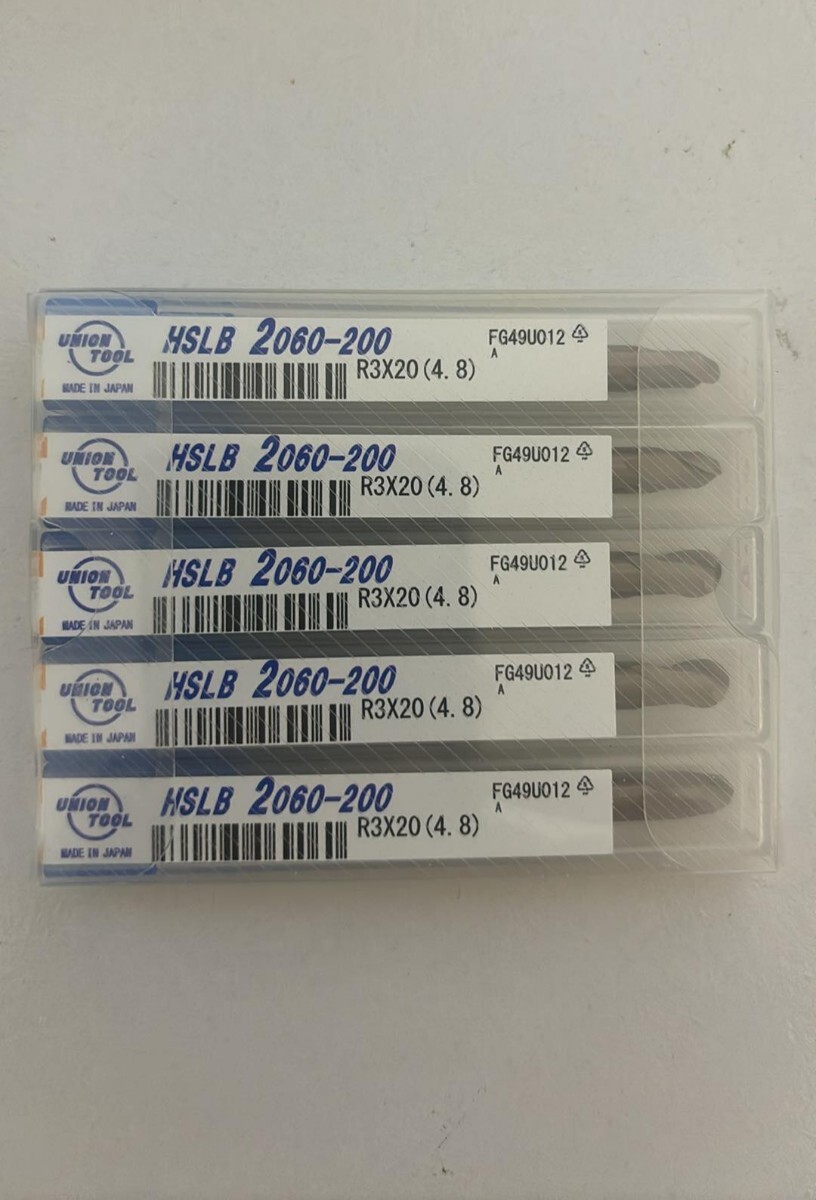 UNION TOOL
MADE IN JAPAN
HSLB 2060-200
R3X20(4.8)
FG49U012
A
UNION TOOL
MADE IN JAPAN
HSLB 2060-200
R3X20(4.8)
FG49U012
A
UNION TOOL
MADE IN JAPAN
HSLB 2060-200
R3X20(4.8)
FG49U012
A
UNION TOOL
MADE IN JAPAN
HSLB 2060-200
R3X20(4.8)
FG49U012
A
UNION TOOL
MADE IN JAPAN
HSLB 2060-200
R3X20(4.8)
FG49U012
A